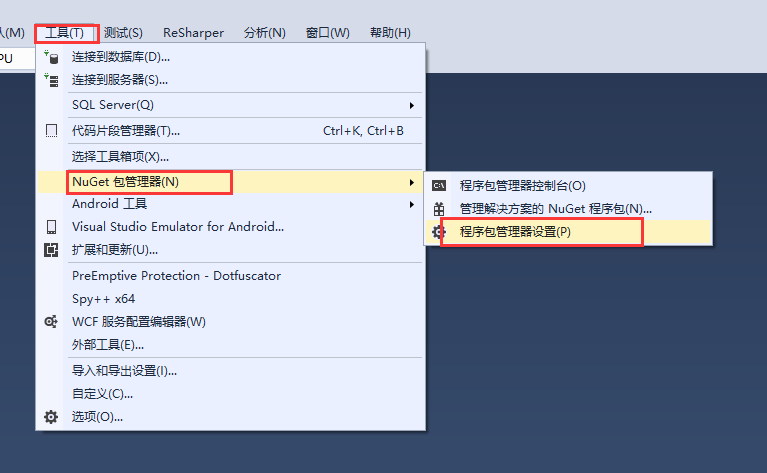 (M) 工具(T) 测试(S) ReSharper 分析(N) 窗口(W) 帮助(H)
PU
连接到数据库(D)...
连接到服务器(S)...
SQL Server(Q)
代码片段管理器(T)... Ctrl+K, Ctrl+B
选择工具箱项(X)...
NuGet 包管理器(N)
Android 工具
Visual Studio Emulator for Android...
扩展和更新(U)...
PreEmptive Protection - Dotfuscator
Spy++ x64
WCF 服务配置编辑器(W)
外部工具(E)...
导入和导出设置(I)...
自定义(C)...
选项(O)...
C:\ 程序包管理器控制台(O)
管理解决方案的 NuGet 程序包(N)...
程序包管理器设置(P)